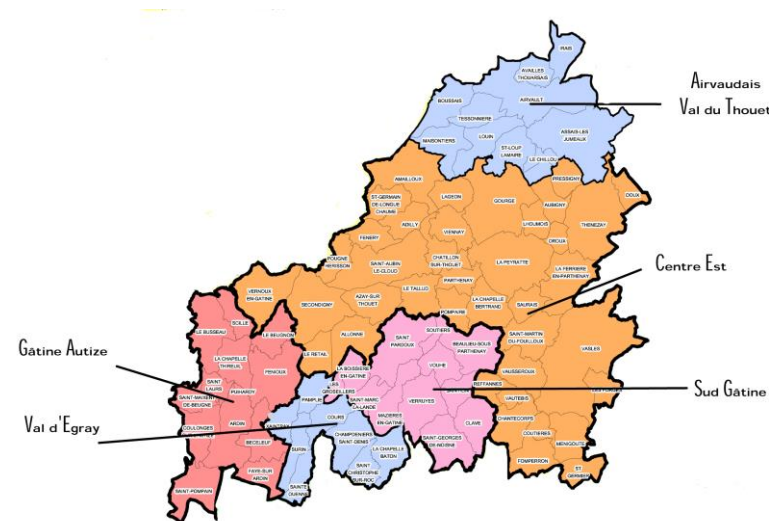 IRAIS
AVAILLES
THOUARSAIS
Airvaudais
Val du Thouet
BOUSSAIS
AIRVAULT
TESSONNIERE
MAISONTIERS
LOUIN
ASSAIS-LES
JUMEAUX
ST-LOUP
LAMAIRE
LE CHILLOU
AMAILLOUX
PRESSIGNY
ST-GERMAIN
DE-LONGUE
CHAUME
LAGEON
GOURGE
AUBIGNY
DOUX
ADILLY
VIENNAY
LHOUMOIS
THENEZAY
FENERY
OROUX
POUGNE
HERISSON
SAINT-AUBIN
LE-CLOUD
CHATILLON
SUR-THOUET
LA PEYRATTE
LA FERRIERE
EN-PARTHENAY
Centre Est
VERNOUX
EN-GATINE
SECONDIGNY
AZAY-SUR
THOUET
LE TALLUD
PARTHENAY
LA CHAPELLE
BERTRAND
SAURAIS
POMPAIRE
LE BUSSEAU
SCILLE
LE BEUGNON
ALLONNE
SAINT
PARDOUX
SOUTIERS
BEAULIEU-SOUS
PARTHENAY
SAINT-MARTIN
DU-FOUILLOUX
VASLES
Gâtine Autize
LA CHAPELLE
THIREUIL
FENIOUX
LE RETAIL
LA BOISSIERE
EN-GATINE
VOUHE
VAUSSEROUX
SAINT
LAURS
PUIHARDY
PAMPLIE
LES
GROSEILLERS
SAINT-MARC
LA-LANDE
VERRUYES
REFFANNES
VAUTEBIS
Sud Gâtine
DE-BEUGNE
Val d'Egray
COULONGES
ARDIN
COURS
MAZIERES
EN-GATINE
CLAVE
CHANTECORPS
BECELEUF
SURIN
CHAMPDENIERS
SAINT-DENIS
LA CHAPELLE
BATON
SAINT-GEORGES
DE-NOISNE
COUTIERES
MENIGOUTE
SAINT-POMPAIN
FAYE-SUR
ARDIN
SAINTE
OUENNE
SAINT
CHRISTOPHE
SUR-ROC
FOMPERRON
ST
GERMIER